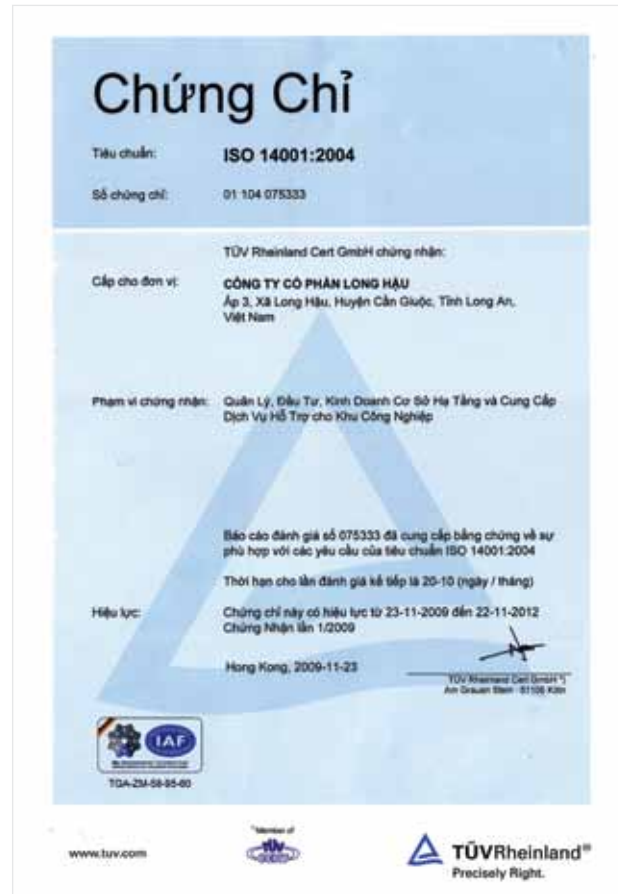 Chứng Chỉ
Tiêu chuẩn: ISO 14001:2004
Số chứng chỉ: 01 104 075333
TÜV Rheinland Cert GmbH chứng nhận:
Cấp cho đơn vị: CÔNG TY CỔ PHẦN LONG HẬU
Ấp 3, Xã Long Hậu, Huyện Cần Giuộc, Tỉnh Long An,
Việt Nam
Phạm vi chứng nhận: Quản Lý, Đầu Tư, Kinh Doanh Cơ Sở Hạ Tầng và Cung Cấp
Dịch Vụ Hỗ Trợ cho Khu Công Nghiệp
Báo cáo đánh giá số 075333 đã cung cấp bằng chứng về sự
phù hợp với các yêu cầu của tiêu chuẩn ISO 14001:2004
Thời hạn cho lần đánh giá kế tiếp là 20-10 (ngày / tháng)
Hiệu lực: Chứng chỉ này có hiệu lực từ 23-11-2009 đến 22-11-2012
Chứng Nhận lần 1/2009
Hong Kong, 2009-11-23
TÜV Rheinland Cert GmbH *)
Am Grauen Stein · 51105 Köln
IAF
TGA-ZM-58-95-60
www.tuv.com
*Member of
TÜV
TÜVRheinland®
Precisely Right.